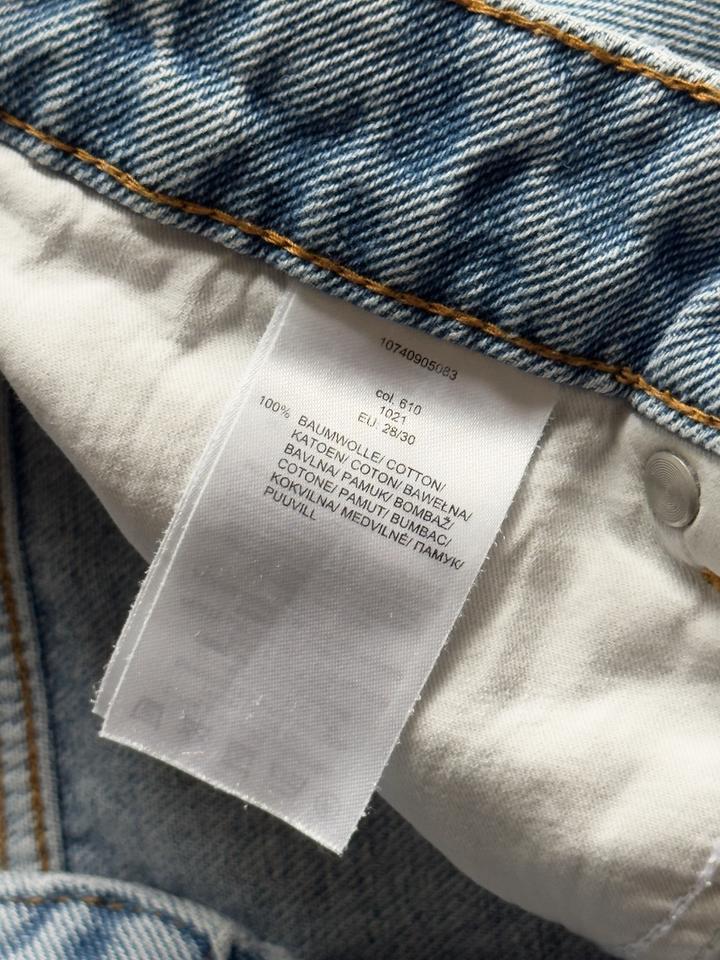 10740905083
col. 610
1021
EU: 28/30
100% BAUMWOLLE/ COTTON/
KATOEN/ COTON/ BAWEŁNA/
BAVLNA/ PAMUK/ BOMBAŽ/
COTONE/ PAMUT/ BUMBAC/
KOKVILNA/ MEDVILNĖ/ ПАМУК/
PUUVILL